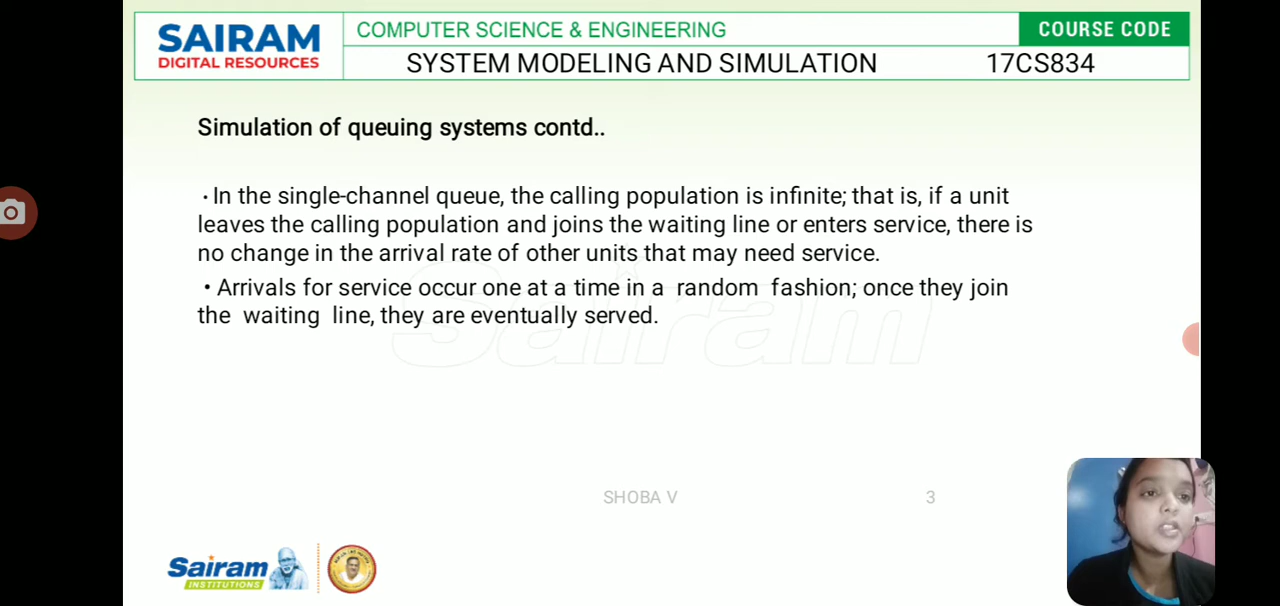 SAIRAM
DIGITAL RESOURCES
COMPUTER SCIENCE & ENGINEERING
COURSE CODE
SYSTEM MODELING AND SIMULATION 17CS834
Simulation of queuing systems contd..
· In the single-channel queue, the calling population is infinite; that is, if a unit
leaves the calling population and joins the waiting line or enters service, there is
no change in the arrival rate of other units that may need service.
• Arrivals for service occur one at a time in a random fashion; once they join
the waiting line, they are eventually served.
Sairam
SHOBA V 3
Sairam
INSTITUTIONS